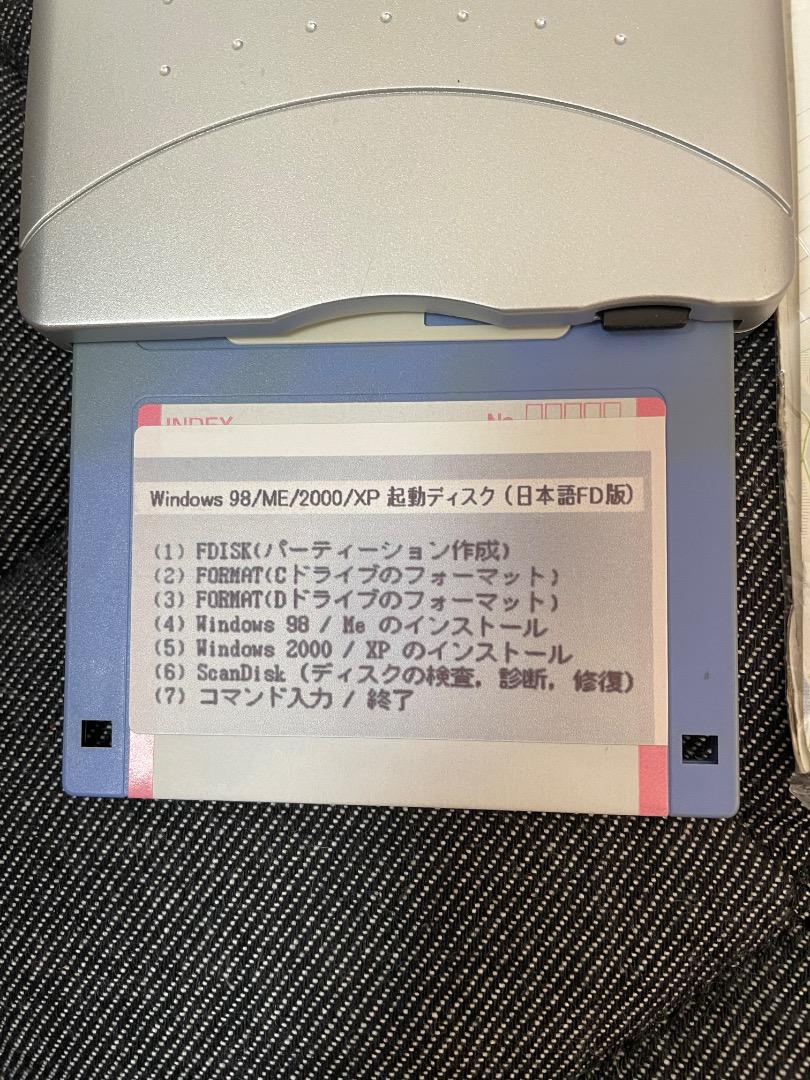 INDEX No
Windows 98/ME/2000/XP 起動ディスク (日本語FD版)
(1) FDISK(パーティーション作成)
(2) FORMAT(Cドライブのフォーマット)
(3) FORMAT(Dドライブのフォーマット)
(4) Windows 98 / Me のインストール
(5) Windows 2000 / XP のインストール
(6) ScanDisk (ディスクの検査, 診断, 修復)
(7) コマンド入力 / 終了